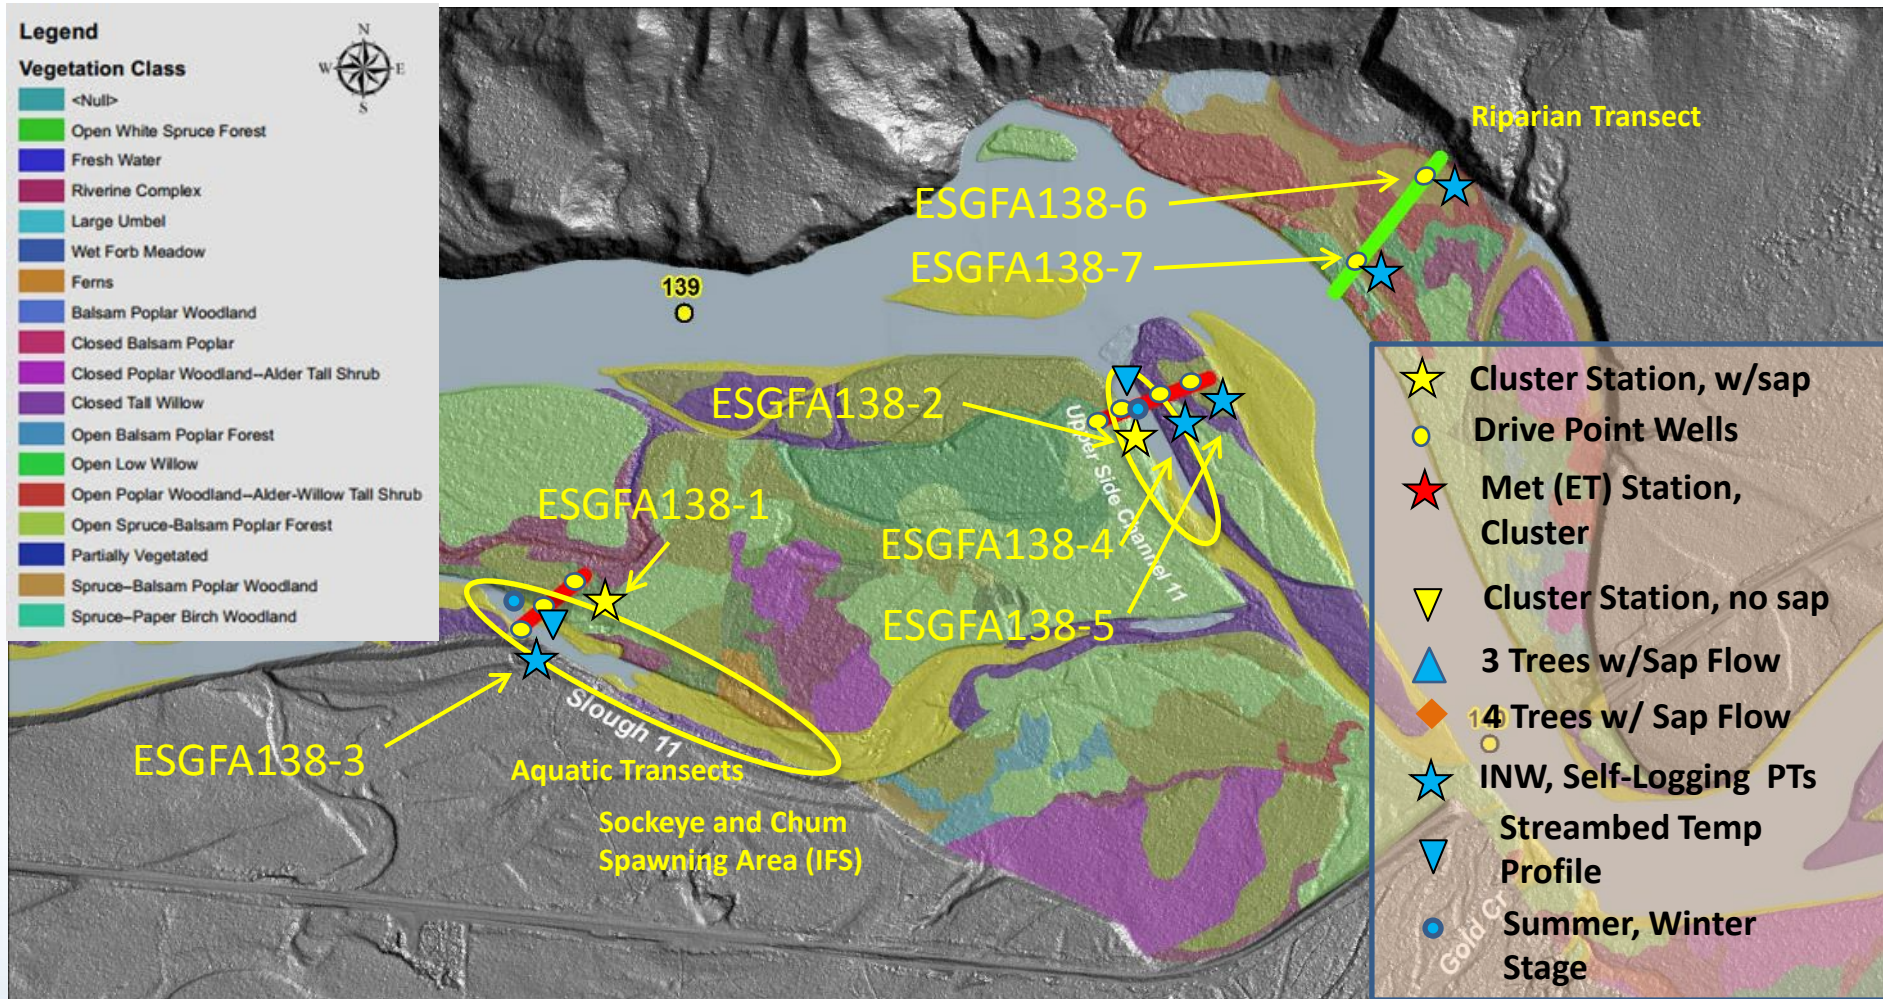 Legend
Vegetation Class
N
W
E
S
<Null>
Open White Spruce Forest
Fresh Water
Riverine Complex
Large Umbel
Wet Forb Meadow
Ferns
Balsam Poplar Woodland
Closed Balsam Poplar
Closed Poplar Woodland--Alder Tall Shrub
Closed Tall Willow
Open Balsam Poplar Forest
Open Low Willow
Open Poplar Woodland--Alder-Willow Tall Shrub
Open Spruce-Balsam Poplar Forest
Partially Vegetated
Spruce--Balsam Poplar Woodland
Spruce--Paper Birch Woodland
Riparian Transect
ESGFA138-6
ESGFA138-7
139
ESGFA138-2
Upper Side Channel 11
ESGFA138-1
ESGFA138-4
ESGFA138-5
ESGFA138-3
Slough 11
Aquatic Transects
Sockeye and Chum
Spawning Area (IFS)
Cluster Station, w/sap
Drive Point Wells
Met (ET) Station,
Cluster
Cluster Station, no sap
3 Trees w/Sap Flow
4 Trees w/ Sap Flow
140
INW, Self-Logging PTs
Streambed Temp
Profile
Summer, Winter
Stage
Gold Cr